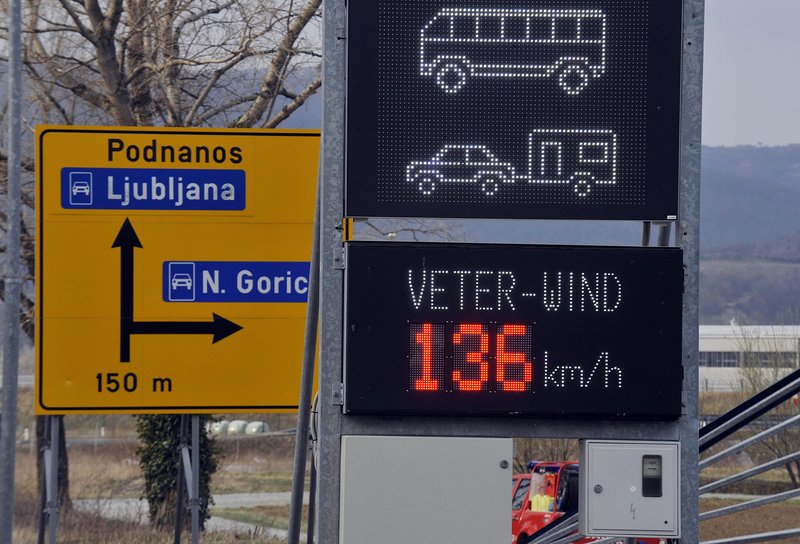 Podnanos
Ljubljana
N. Goric
150 m
VETER-WIND
136 km/h